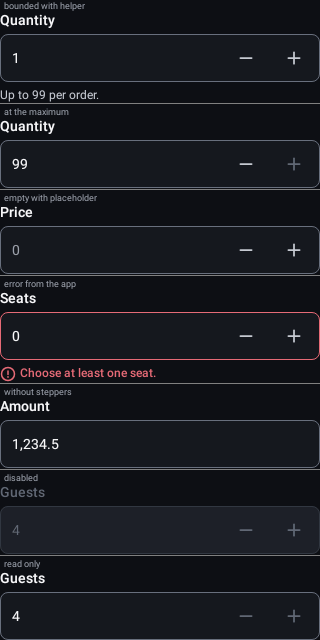 bounded with helper
Quantity
1
Up to 99 per order.
at the maximum
Quantity
99
empty with placeholder
Price
0
error from the app
Seats
0
Choose at least one seat.
without steppers
Amount
1,234.5
disabled
Guests
4
read only
Guests
4